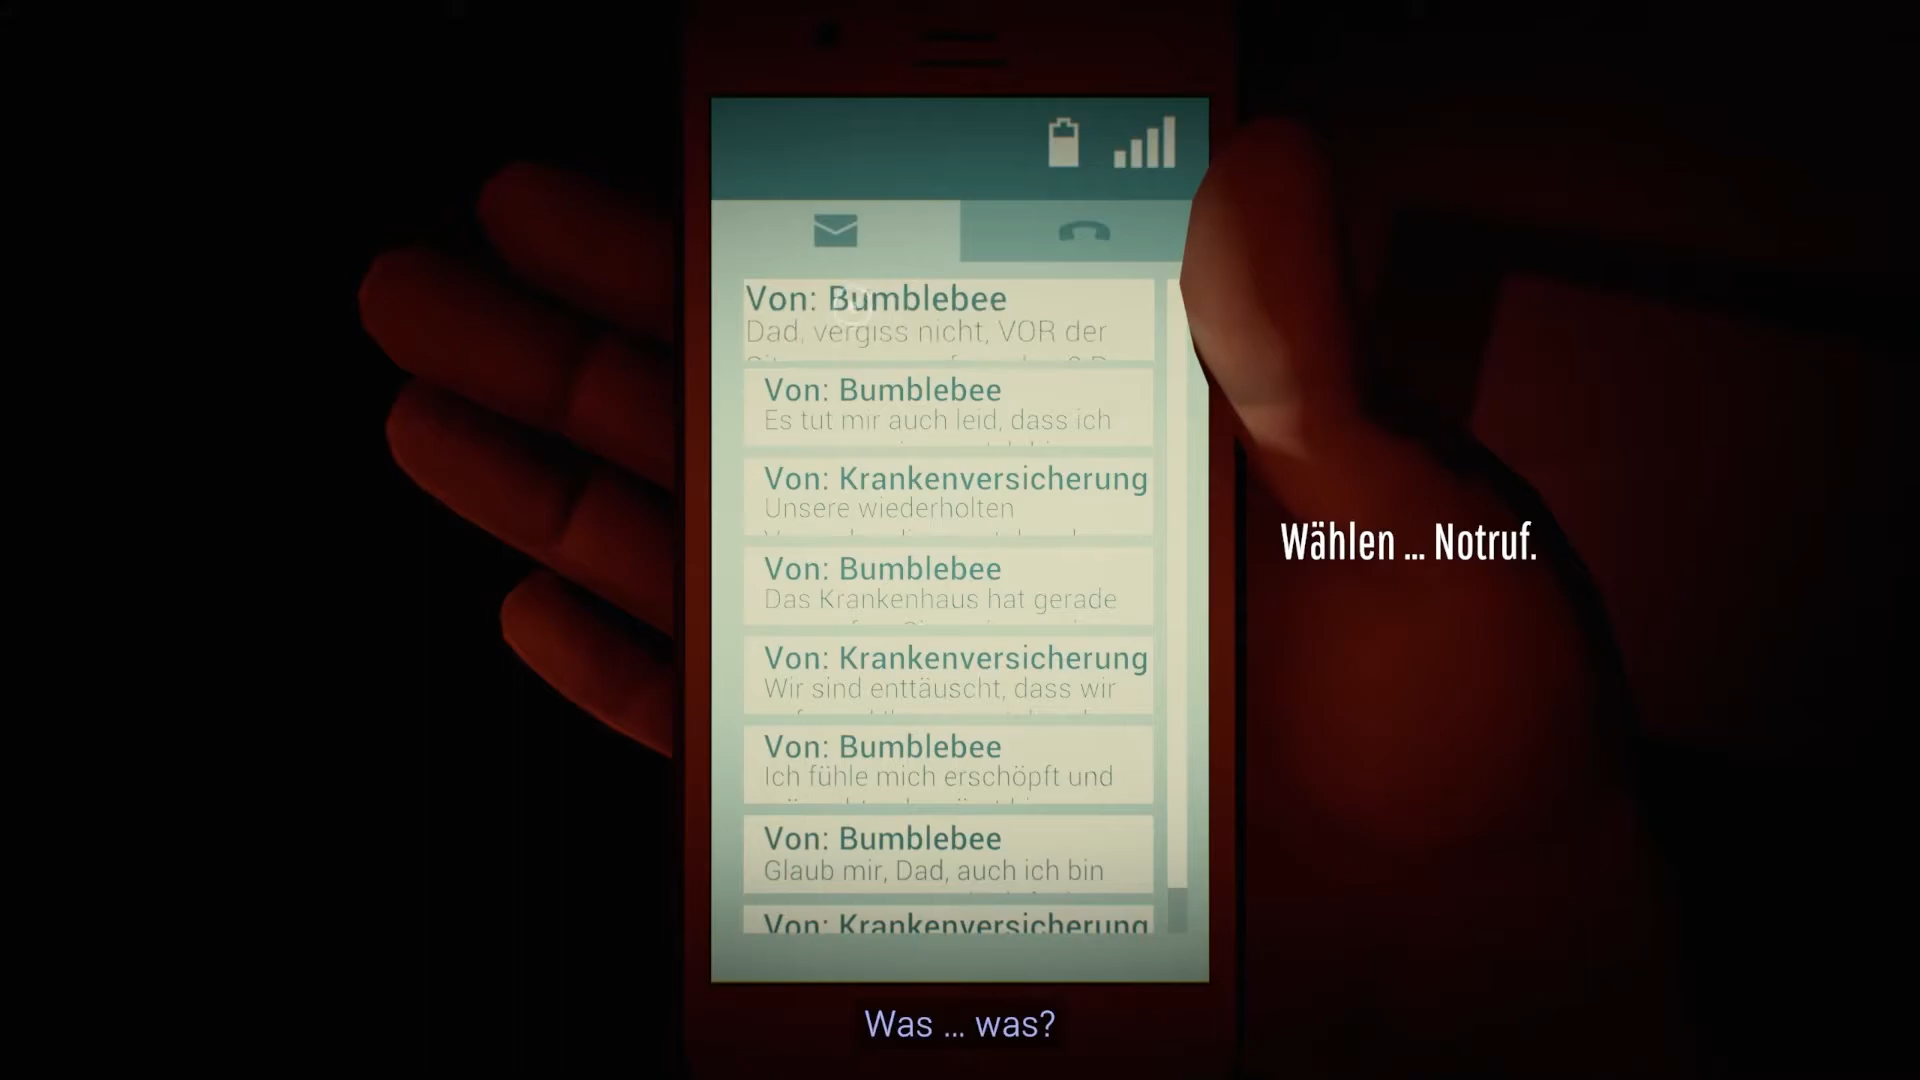 Von: Bumblebee
Dad, vergiss nicht, VOR der
Von: Bumblebee
Es tut mir auch leid, dass ich
Von: Krankenversicherung
Unsere wiederholten
Von: Bumblebee
Das Krankenhaus hat gerade
Von: Krankenversicherung
Wir sind enttäuscht, dass wir
Von: Bumblebee
Ich fühle mich erschöpft und
Von: Bumblebee
Glaub mir, Dad, auch ich bin
Von: Krankenversicherung
Wählen ... Notruf.
Was ... was?